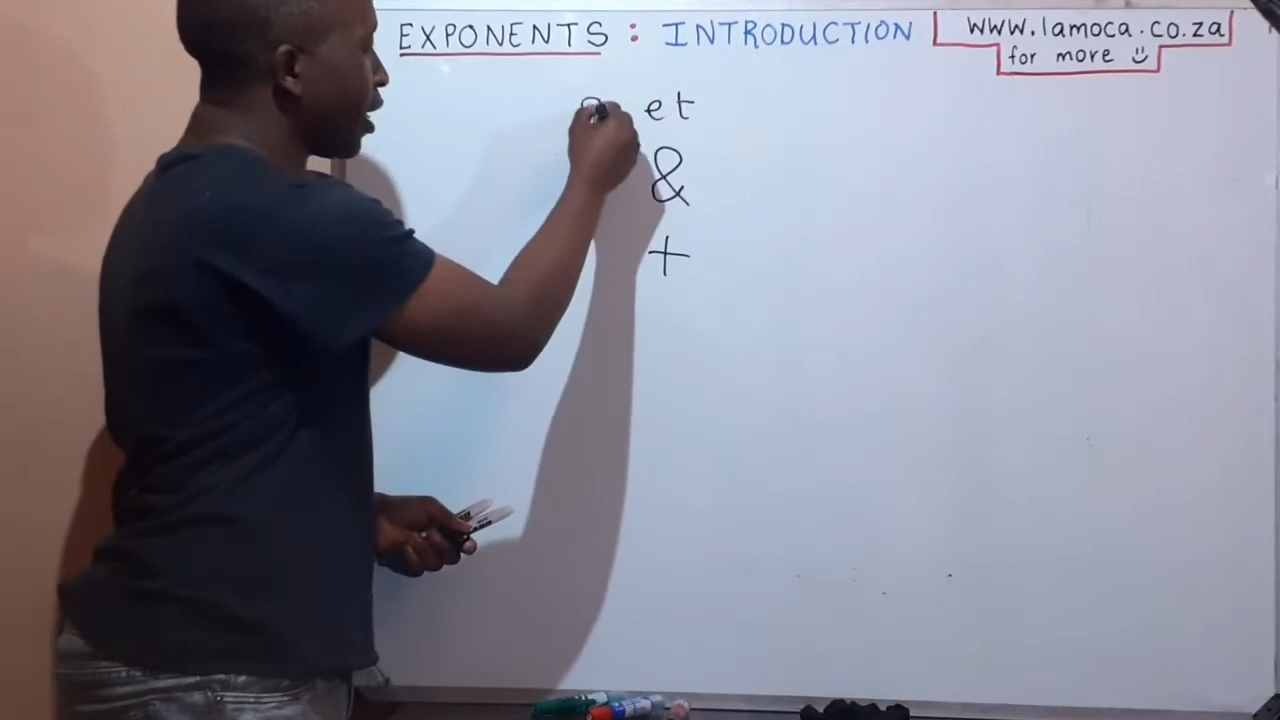 EXPONENTS : INTRODUCTION
www.lamoca.co.za
for more
et
&
+